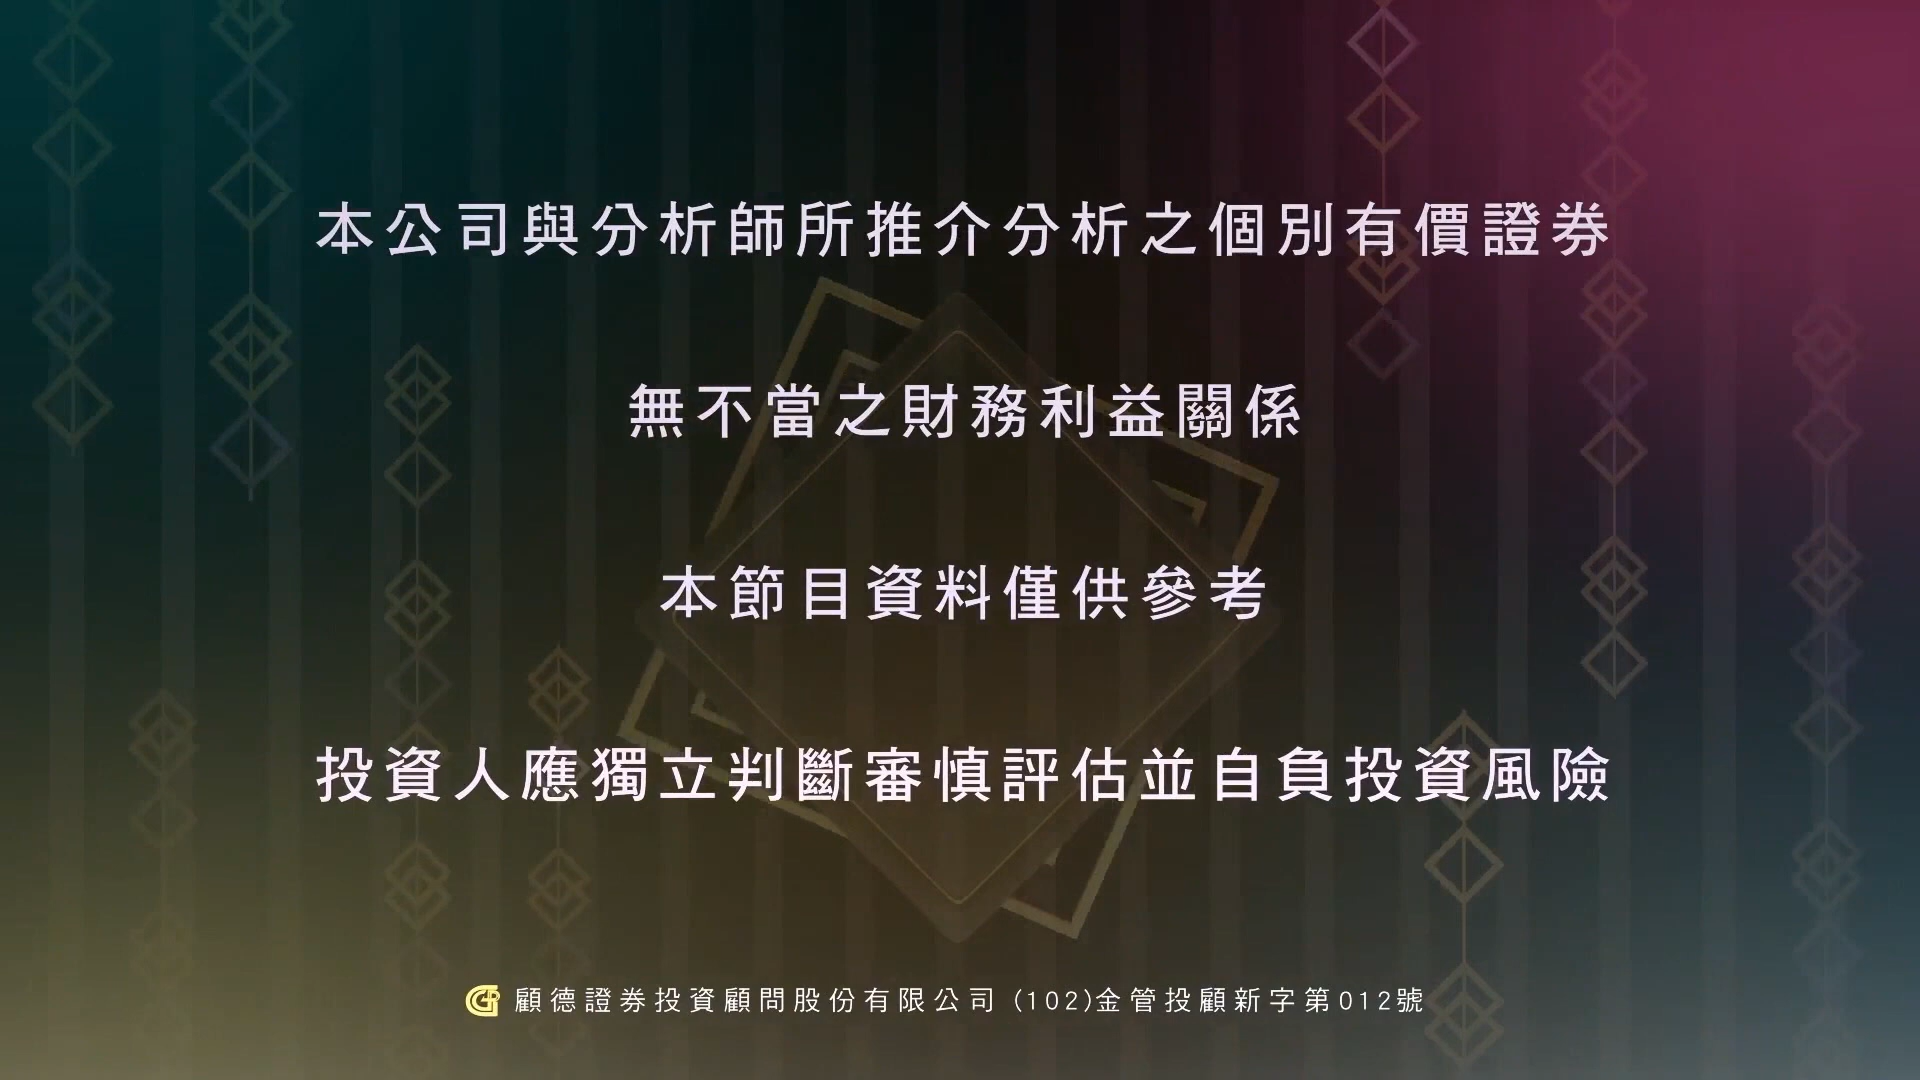 本公司與分析師所推介分析之個別有價證券
無不當之財務利益關係
本節目資料僅供參考
投資人應獨立判斷審慎評估並自負投資風險
顧德證券投資顧問股份有限公司 (102)金管投顧新字第012號